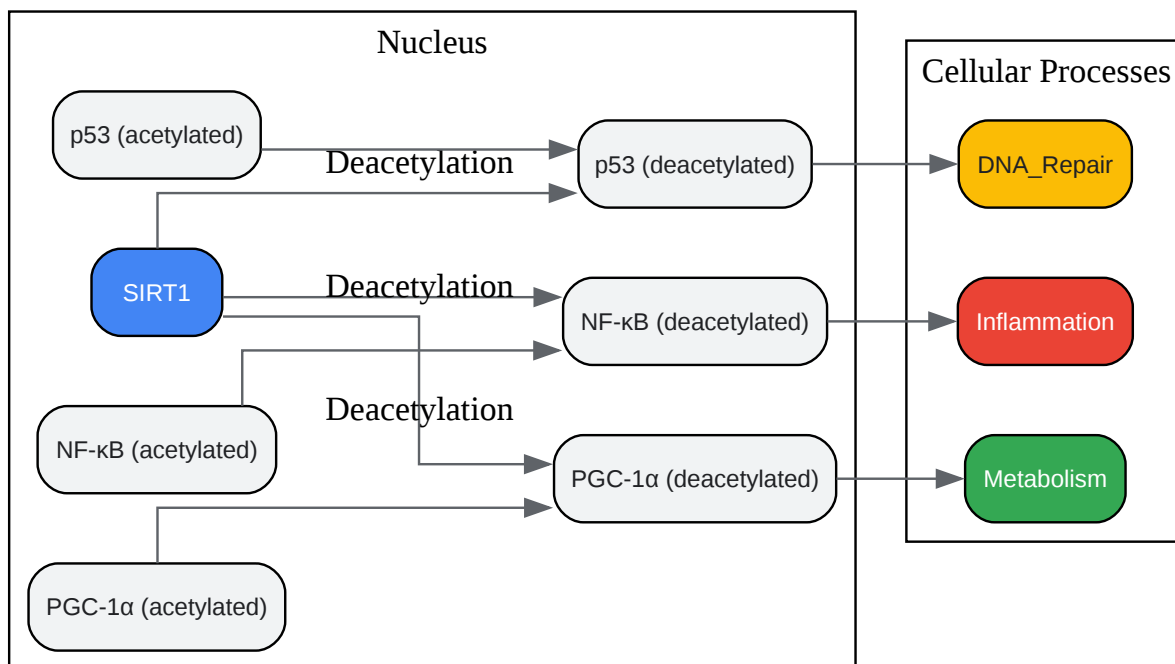 Nucleus
Cellular Processes
p53 (acetylated)
Deacetylation
p53 (deacetylated)
DNA_Repair
SIRT1
Deacetylation
NF-κB (deacetylated)
Inflammation
NF-κB (acetylated)
Deacetylation
PGC-1α (deacetylated)
Metabolism
PGC-1α (acetylated)